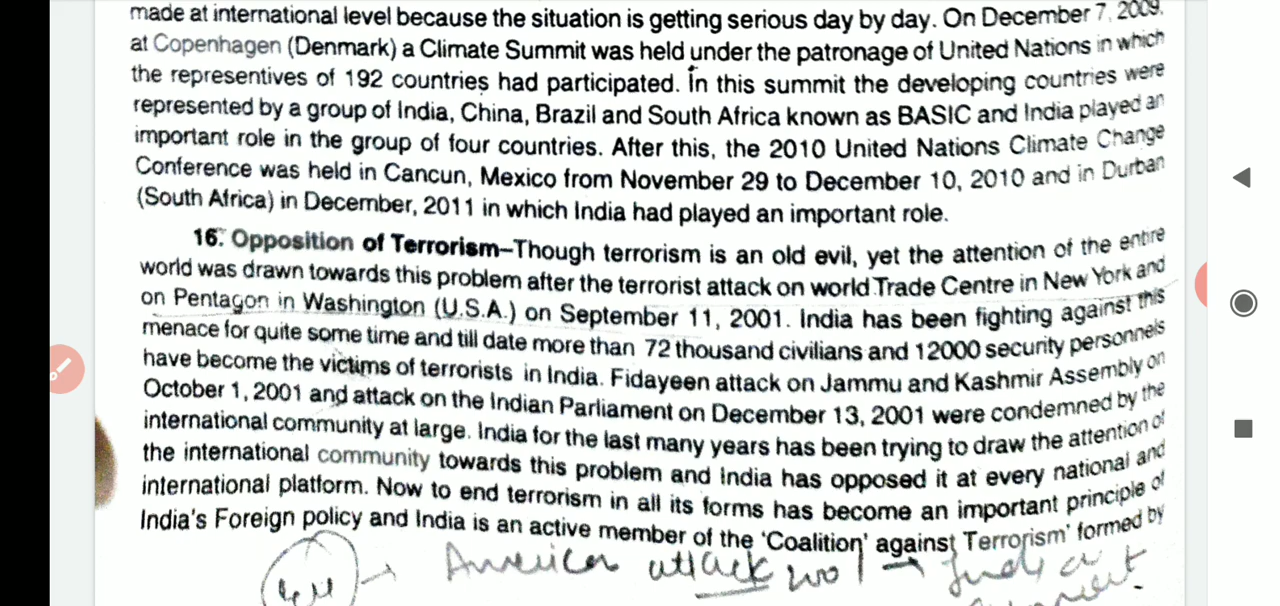 made at international level because the situation is getting serious day by day. On December 7, 2009,
at Copenhagen (Denmark) a Climate Summit was held under the patronage of United Nations in which
the representives of 192 countries had participated. In this summit the developing countries were
represented by a group of India, China, Brazil and South Africa known as BASIC and India played an
important role in the group of four countries. After this, the 2010 United Nations Climate Change
Conference was held in Cancun, Mexico from November 29 to December 10, 2010 and in Durban
(South Africa) in December, 2011 in which India had played an important role.
16. Opposition of Terrorism–Though terrorism is an old evil, yet the attention of the entire
world was drawn towards this problem after the terrorist attack on world Trade Centre in New York and
on Pentagon in Washington (U.S.A.) on September 11, 2001. India has been fighting against this
menace for quite some time and till date more than 72 thousand civilians and 12000 security personnels
have become the victims of terrorists in India. Fidayeen attack on Jammu and Kashmir Assembly on
October 1, 2001 and attack on the Indian Parliament on December 13, 2001 were condemned by the
international community at large. India for the last many years has been trying to draw the attention of
the international community towards this problem and India has opposed it at every national and
international platform. Now to end terrorism in all its forms has become an important principle of
India's Foreign policy and India is an active member of the 'Coalition' against Terrorism' formed by
America attack 2001 → India